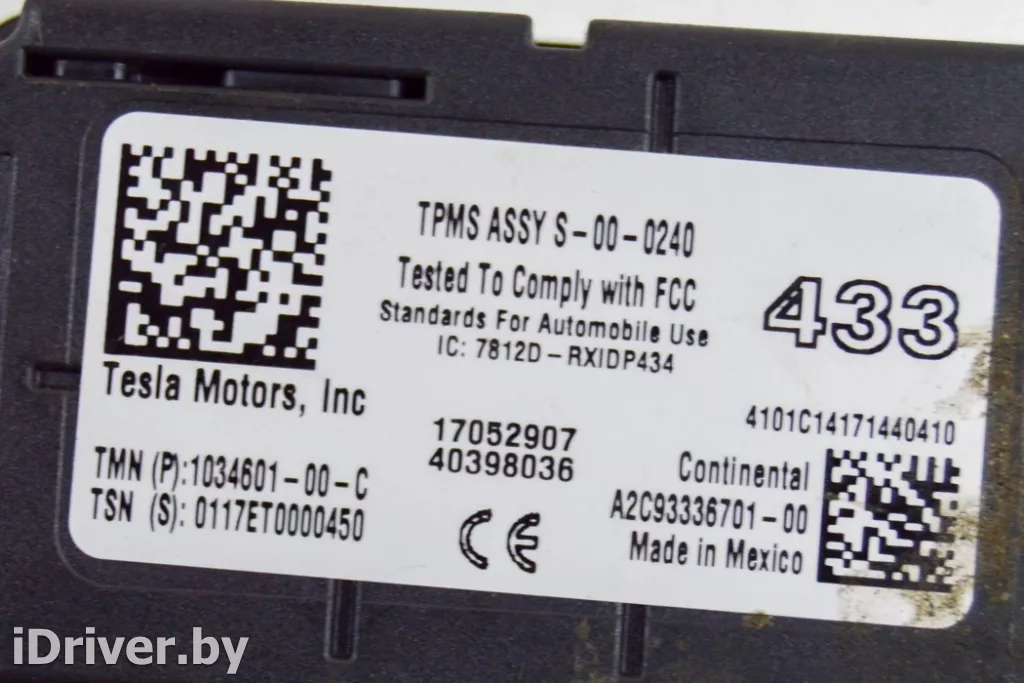 TPMS ASSY S-00-0240
Tested To Comply with FCC
Standards For Automobile Use
IC: 7812D-RXIDP434
433
Tesla Motors, Inc
TMN (P):1034601-00-C
TSN (S): 0117ET0000450
17052907
40398036
CE
4101C14171440410
Continental
A2C93336701-00
Made in Mexico
iDriver.by